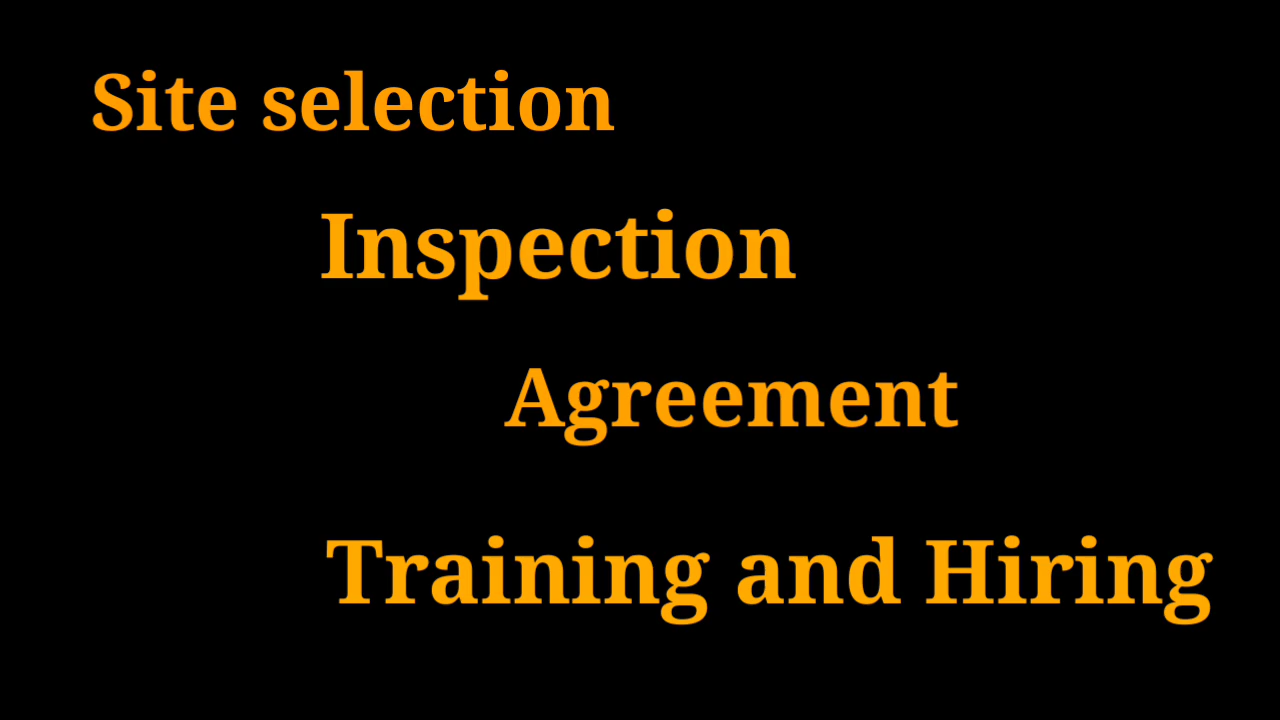 Site selection
Inspection
Agreement
Training and Hiring